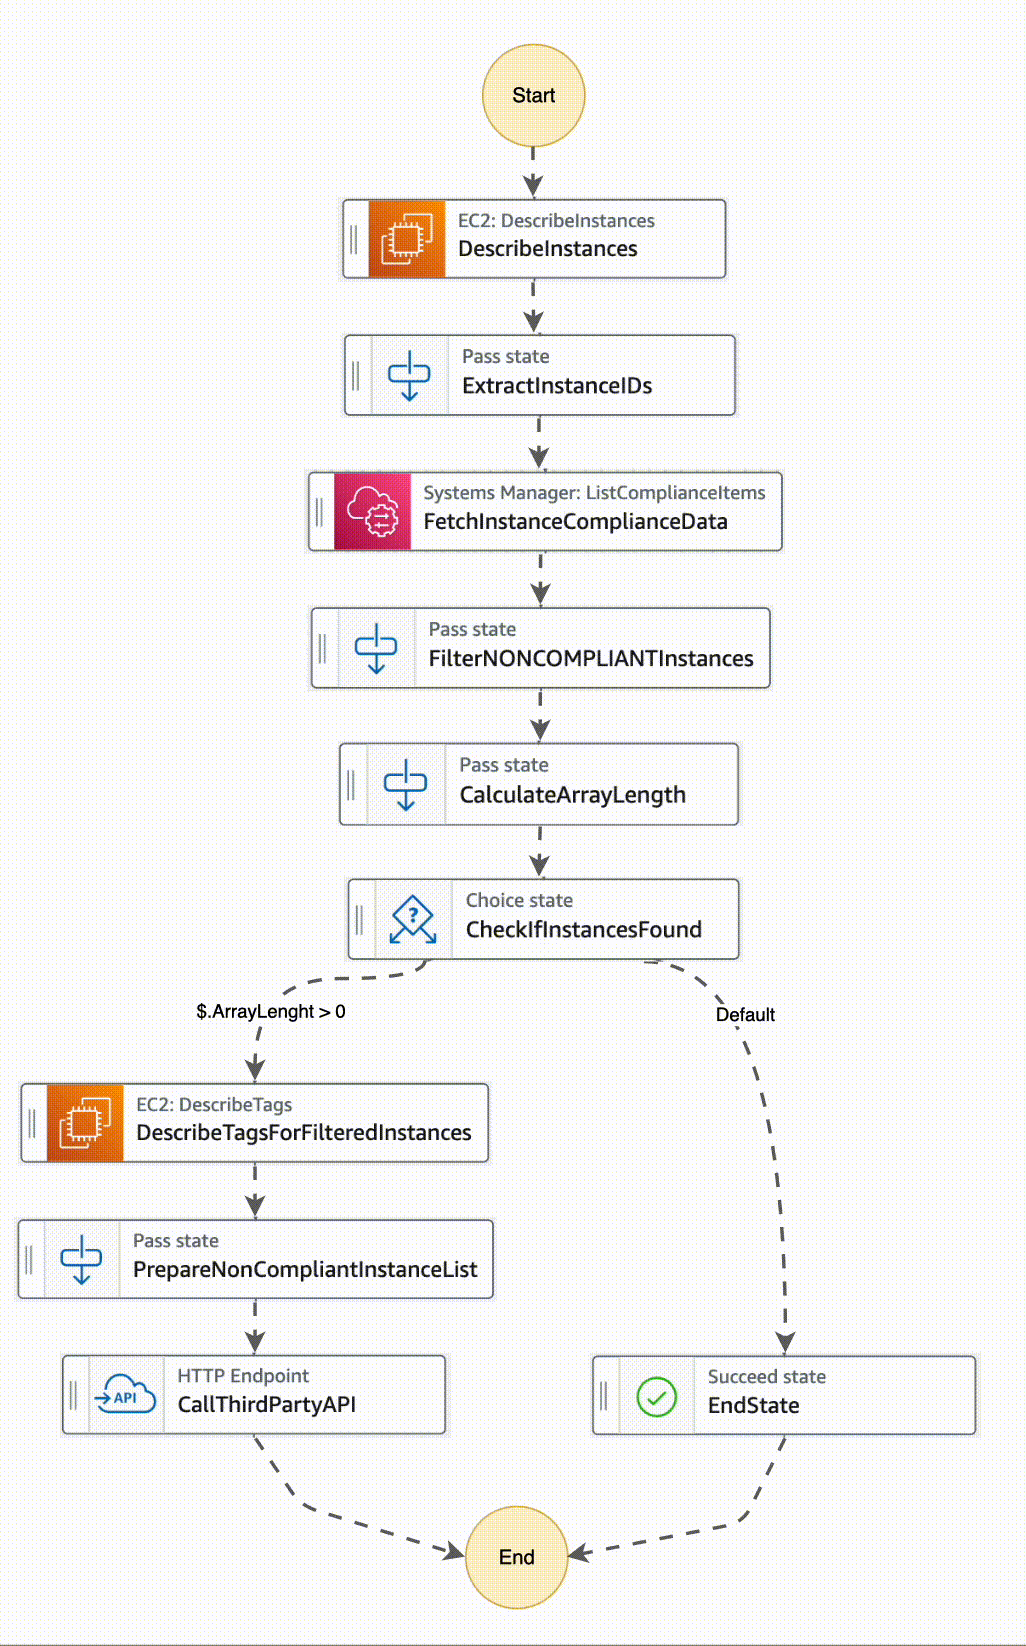 Start
EC2: DescribeInstances
DescribeInstances
Pass state
ExtractInstanceIDs
Systems Manager: ListComplianceItems
FetchInstanceComplianceData
Pass state
FilterNONCOMPLIANTInstances
Pass state
CalculateArrayLength
?
Choice state
CheckIfInstancesFound
$.ArrayLenght > 0
Default
EC2: DescribeTags
DescribeTagsForFilteredInstances
Pass state
PrepareNonCompliantInstanceList
API
HTTP Endpoint
CallThirdPartyAPI
Succeed state
EndState
End